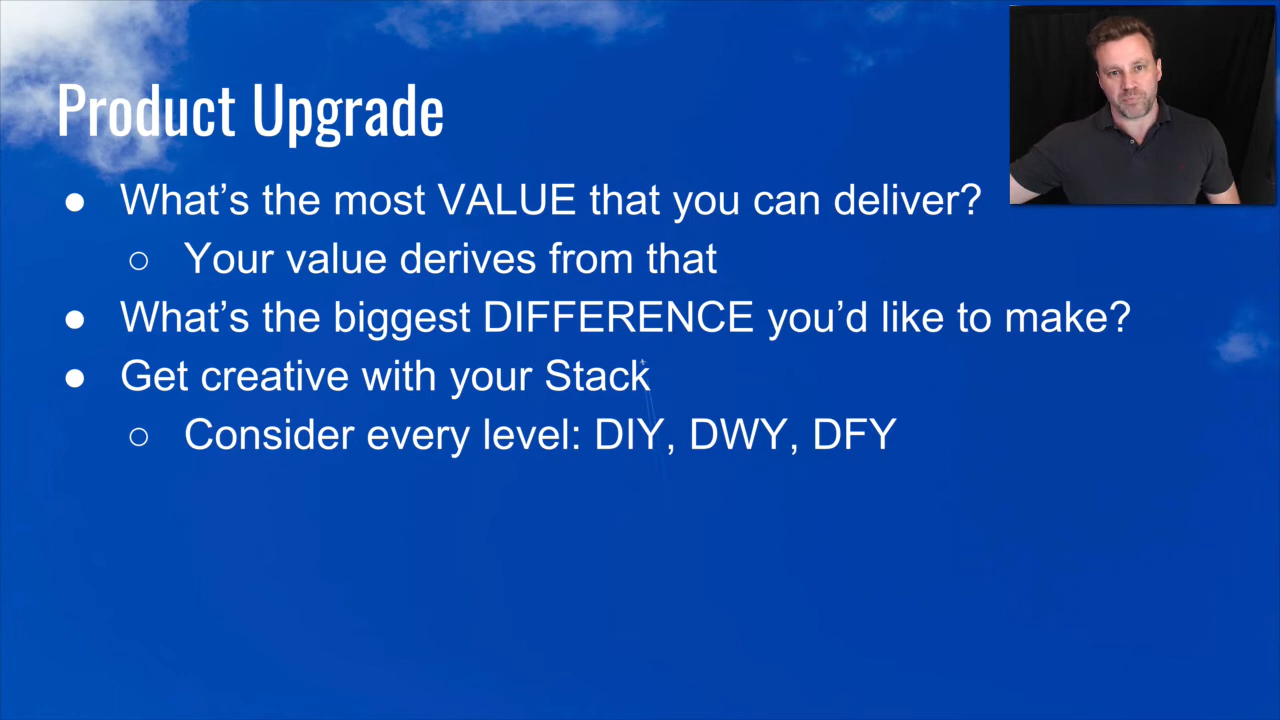 Product Upgrade
● What’s the most VALUE that you can deliver?
○ Your value derives from that
● What’s the biggest DIFFERENCE you’d like to make?
● Get creative with your Stack
○ Consider every level: DIY, DWY, DFY